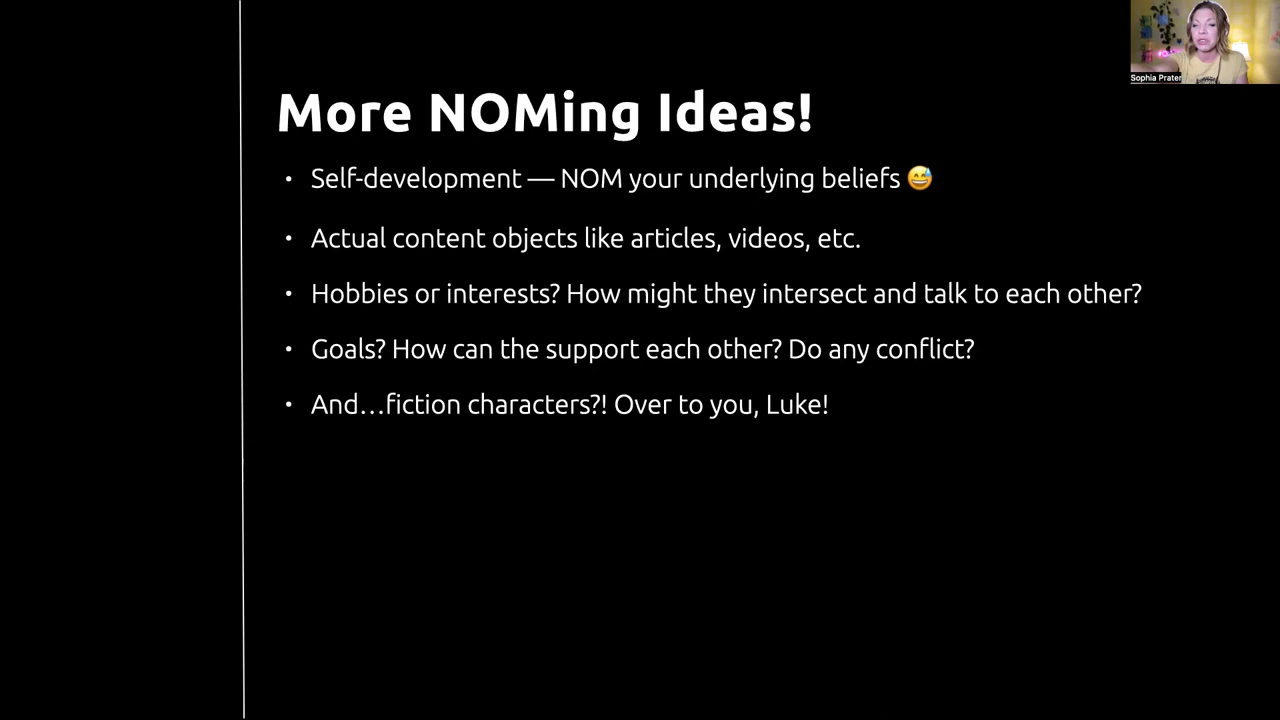 Sophia Prater
More NOMing Ideas!
• Self-development — NOM your underlying beliefs 😅
• Actual content objects like articles, videos, etc.
• Hobbies or interests? How might they intersect and talk to each other?
• Goals? How can the support each other? Do any conflict?
• And…fiction characters?! Over to you, Luke!